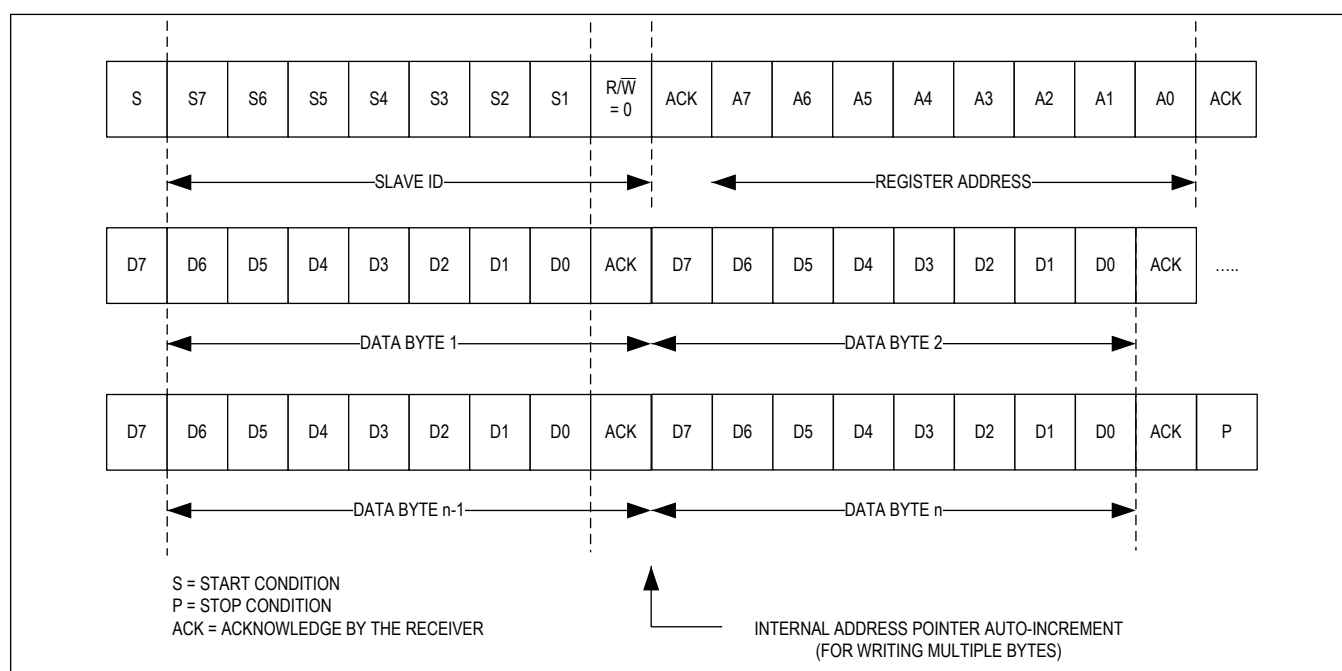 S S7 S6 S5 S4 S3 S2 S1 R/W̅ = 0 ACK A7 A6 A5 A4 A3 A2 A1 A0 ACK
SLAVE ID REGISTER ADDRESS
D7 D6 D5 D4 D3 D2 D1 D0 ACK D7 D6 D5 D4 D3 D2 D1 D0 ACK .....
DATA BYTE 1 DATA BYTE 2
D7 D6 D5 D4 D3 D2 D1 D0 ACK D7 D6 D5 D4 D3 D2 D1 D0 ACK P
DATA BYTE n-1 DATA BYTE n
S = START CONDITION
P = STOP CONDITION
ACK = ACKNOWLEDGE BY THE RECEIVER
INTERNAL ADDRESS POINTER AUTO-INCREMENT
(FOR WRITING MULTIPLE BYTES)